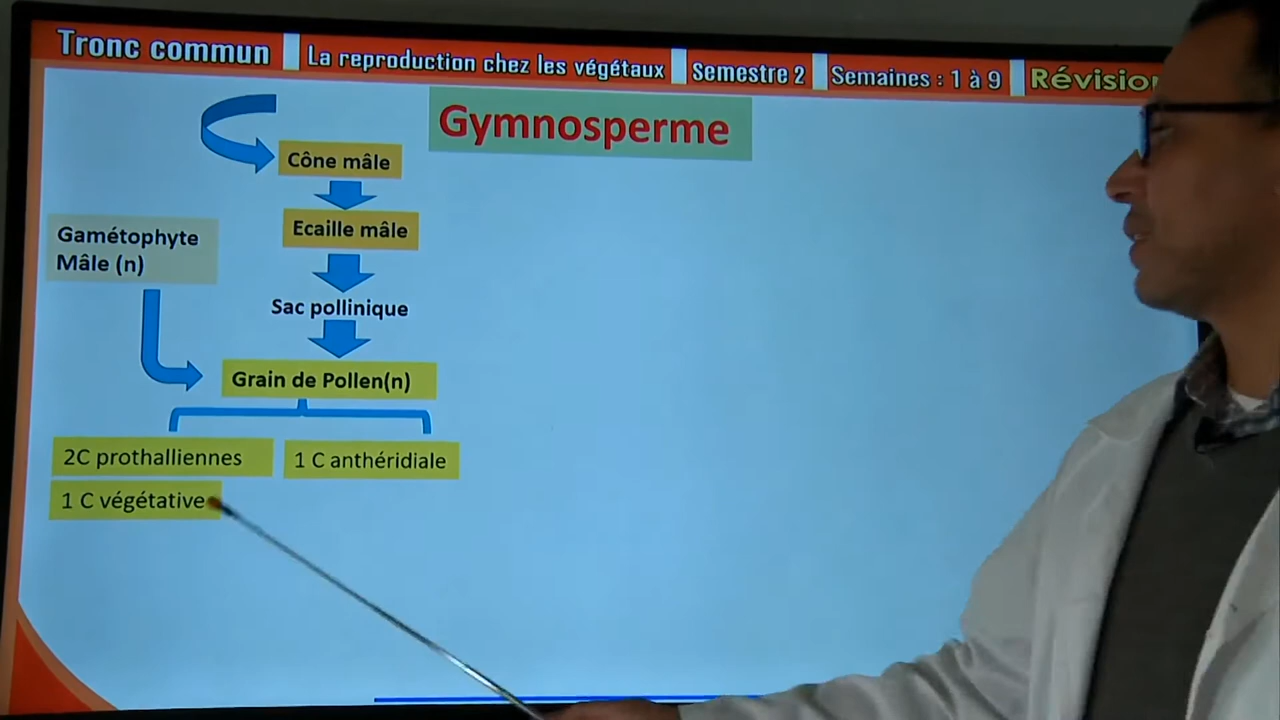 Tronc commun
La reproduction chez les végétaux
Semestre 2
Semaines : 1 à 9
Gymnosperme
Cône mâle
Ecaille mâle
Gamétophyte
Mâle (n)
Sac pollinique
Grain de Pollen(n)
2C prothalliennes
1 C anthéridiale
1 C végétative